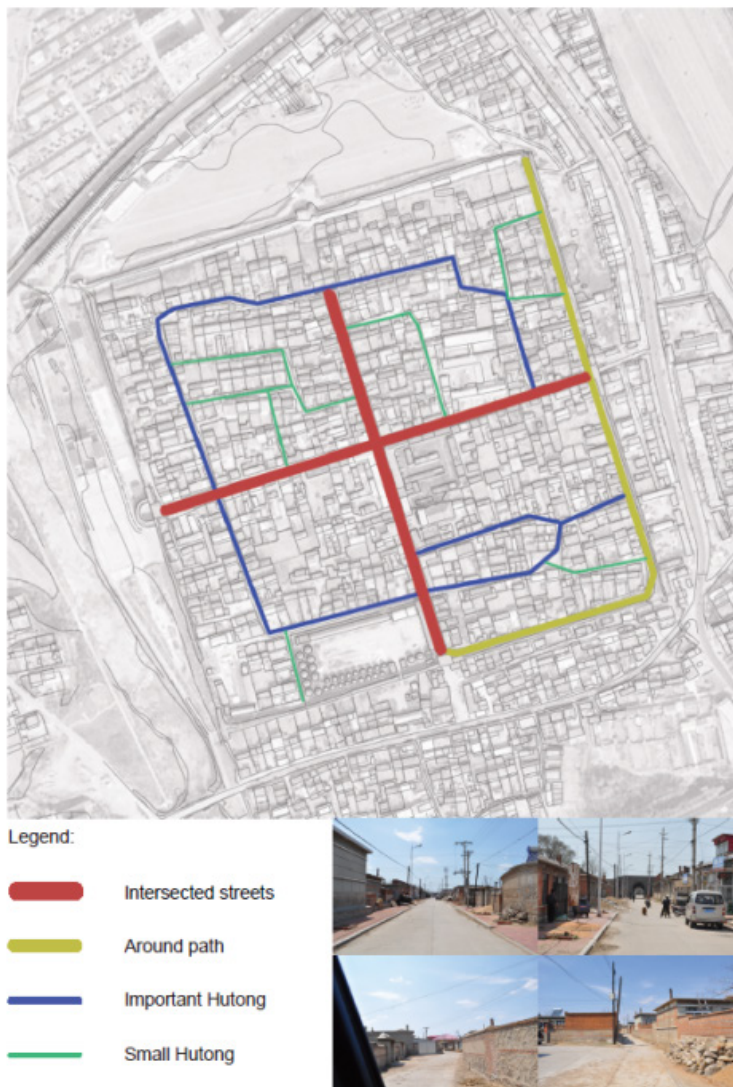 Legend:
Intersected streets
Around path
Important Hutong
Small Hutong